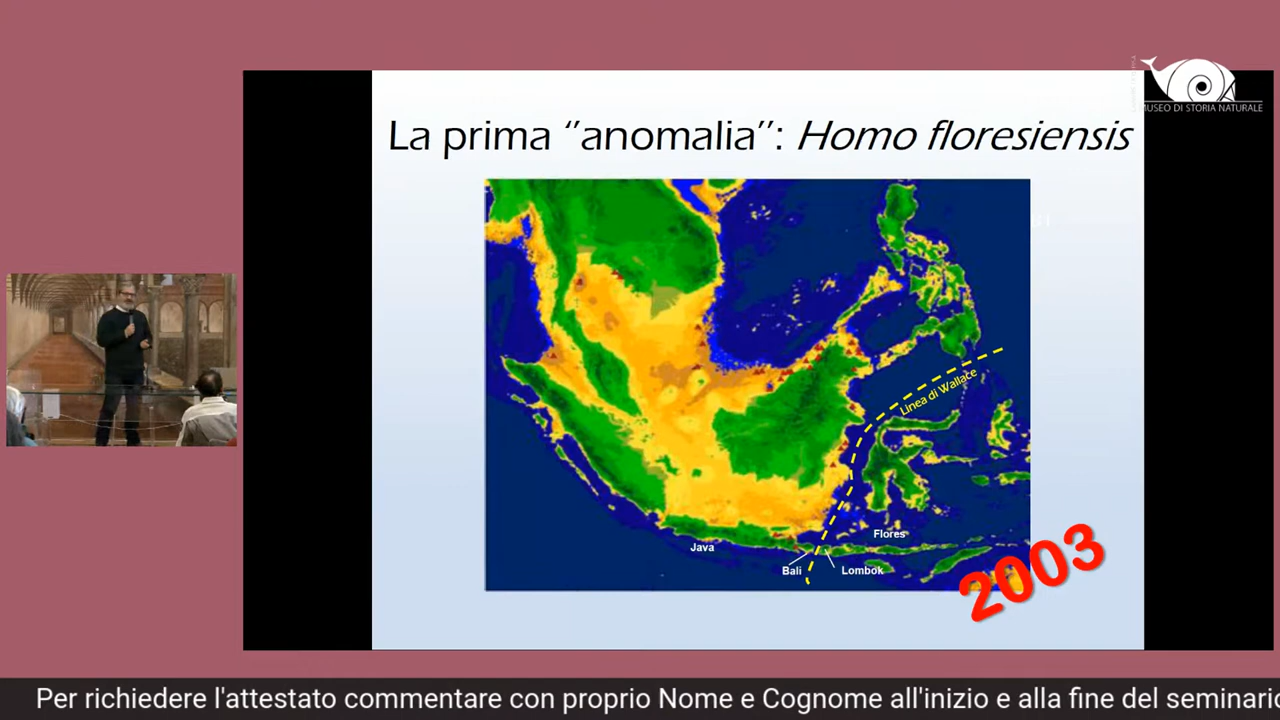 MUSEO DI STORIA NATURALE
La prima “anomalia”: Homo floresiensis
Linea di Wallace
Flores
Java
Bali
Lombok
2003
Per richiedere l'attestato commentare con proprio Nome e Cognome all'inizio e alla fine del seminario